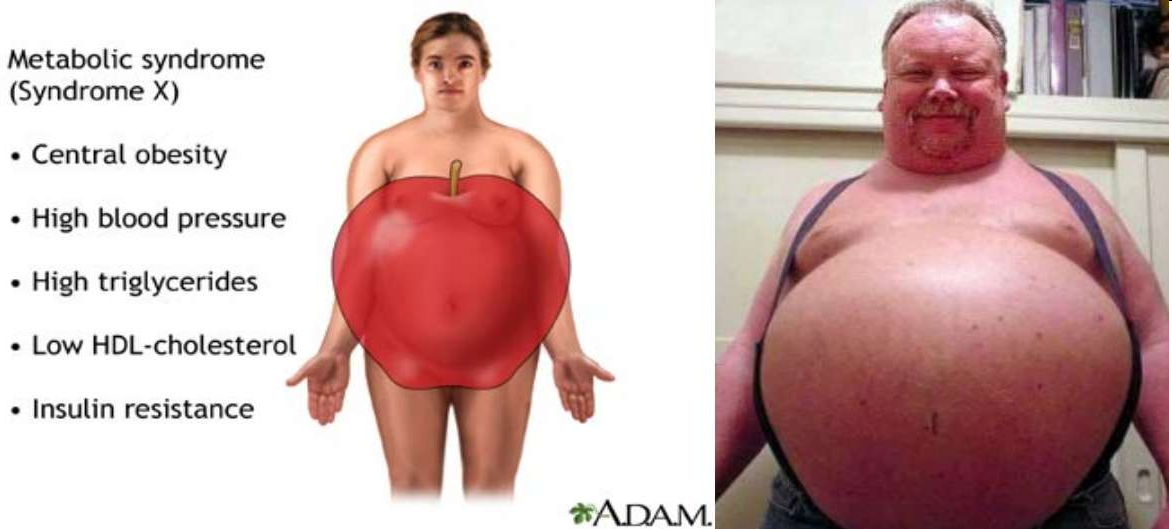 Metabolic syndrome
(Syndrome X)
• Central obesity
• High blood pressure
• High triglycerides
• Low HDL-cholesterol
• Insulin resistance
A.D.A.M.